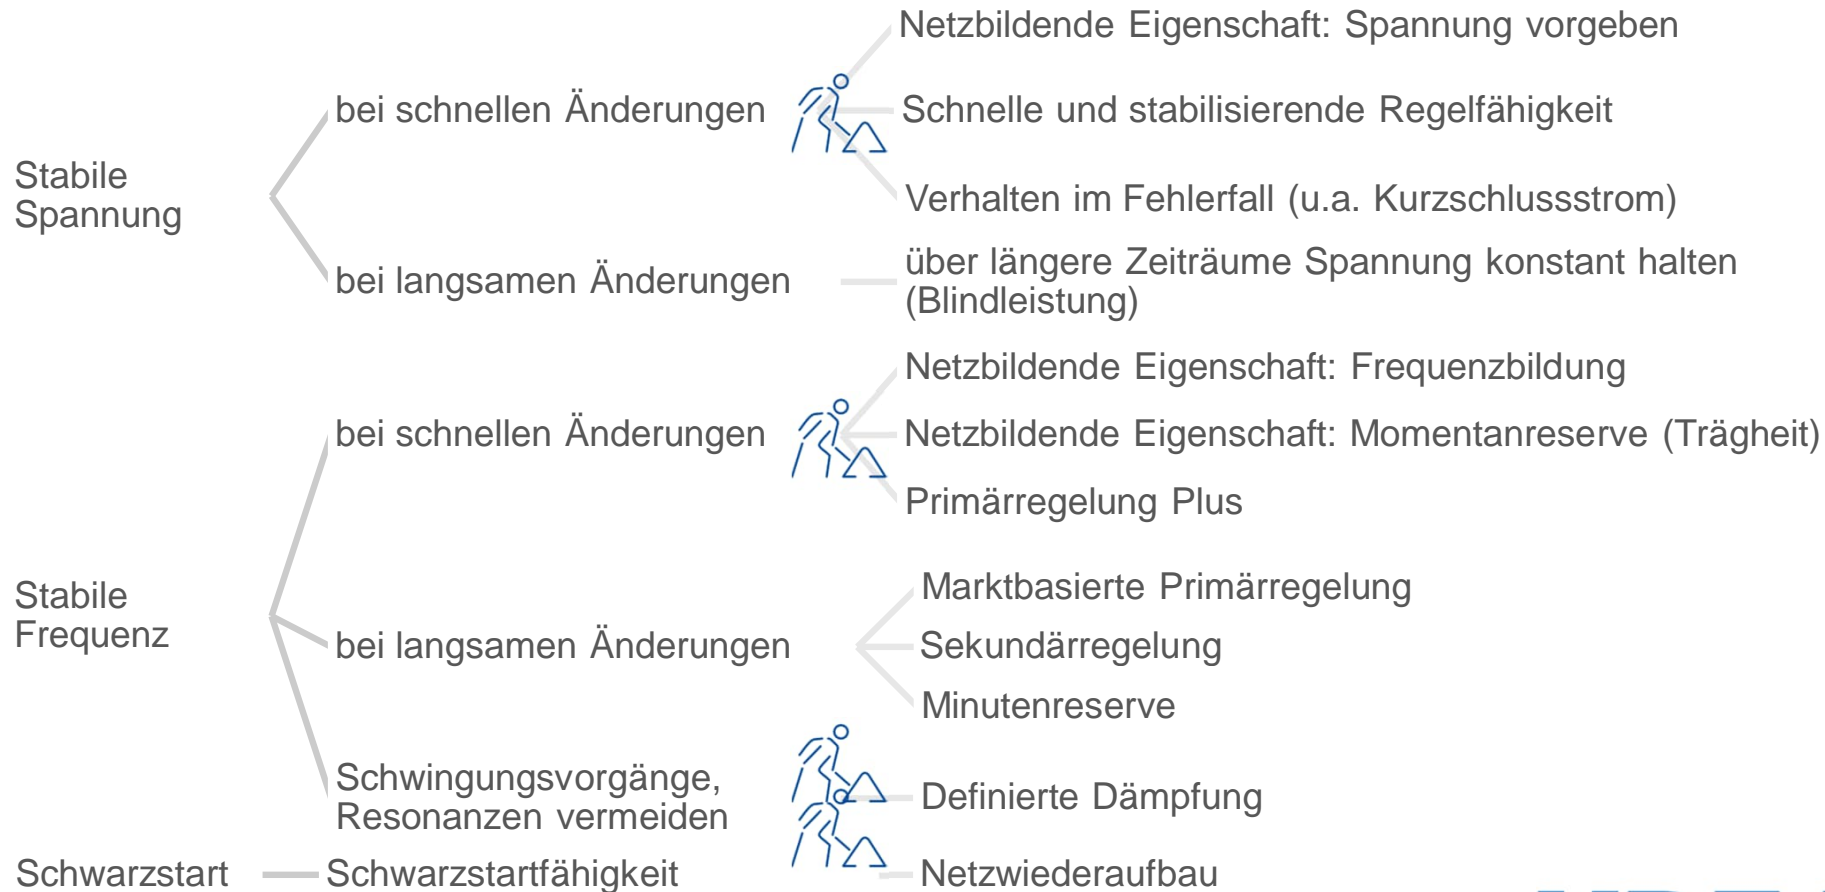 Netzbildende Eigenschaft: Spannung vorgeben
bei schnellen Änderungen
Schnelle und stabilisierende Regelfähigkeit
Stabile
Spannung
Verhalten im Fehlerfall (u.a. Kurzschlussstrom)
bei langsamen Änderungen
über längere Zeiträume Spannung konstant halten
(Blindleistung)
Netzbildende Eigenschaft: Frequenzbildung
bei schnellen Änderungen
Netzbildende Eigenschaft: Momentanreserve (Trägheit)
Primärregelung Plus
Stabile
Frequenz
Marktbasierte Primärregelung
bei langsamen Änderungen
Sekundärregelung
Minutenreserve
Schwingungsvorgänge,
Resonanzen vermeiden
Definierte Dämpfung
Schwarzstart
Schwarzstartfähigkeit
Netzwiederaufbau